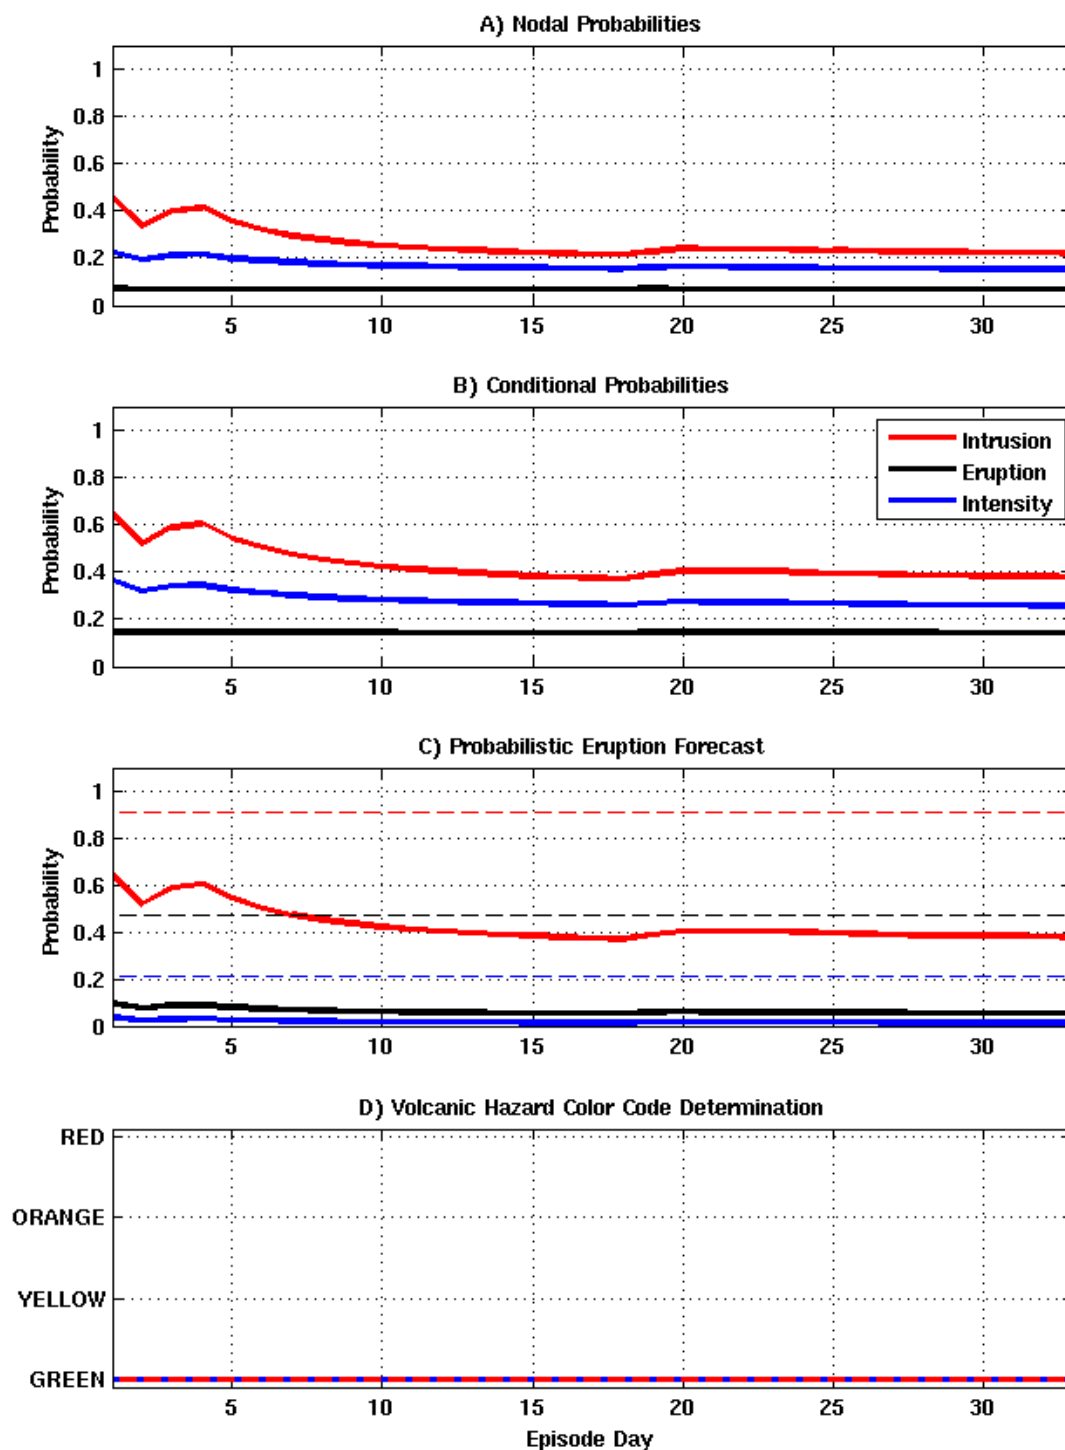 A) Nodal Probabilities
1
0.8
0.6
0.4
0.2
0
Probability
5 10 15 20 25 30
B) Conditional Probabilities
1
0.8
0.6
0.4
0.2
0
Probability
Intrusion
Eruption
Intensity
5 10 15 20 25 30
C) Probabilistic Eruption Forecast
1
0.8
0.6
0.4
0.2
0
Probability
5 10 15 20 25 30
D) Volcanic Hazard Color Code Determination
RED
ORANGE
YELLOW
GREEN
5 10 15 20 25 30
Episode Day